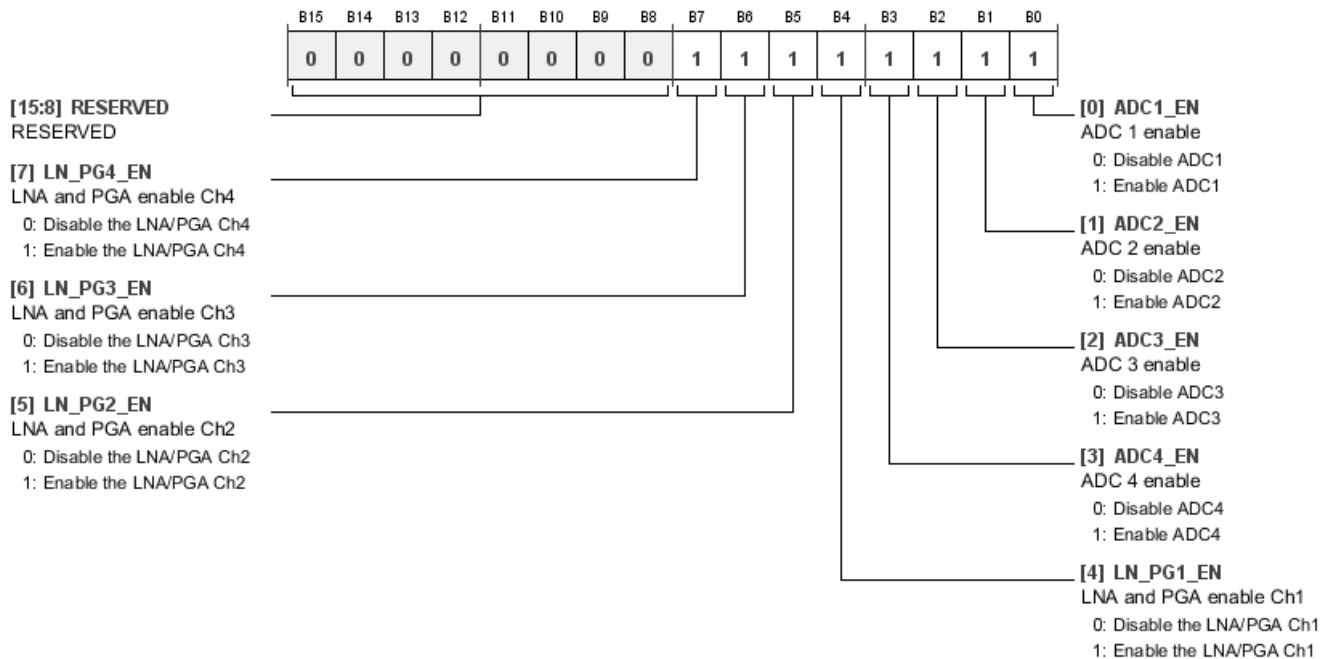 B15 B14 B13 B12 B11 B10 B9 B8 B7 B6 B5 B4 B3 B2 B1 B0
0 0 0 0 0 0 0 0 1 1 1 1 1 1 1 1
[15:8] RESERVED
RESERVED
[7] LN_PG4_EN
LNA and PGA enable Ch4
0: Disable the LNA/PGA Ch4
1: Enable the LNA/PGA Ch4
[6] LN_PG3_EN
LNA and PGA enable Ch3
0: Disable the LNA/PGA Ch3
1: Enable the LNA/PGA Ch3
[5] LN_PG2_EN
LNA and PGA enable Ch2
0: Disable the LNA/PGA Ch2
1: Enable the LNA/PGA Ch2
[0] ADC1_EN
ADC 1 enable
0: Disable ADC1
1: Enable ADC1
[1] ADC2_EN
ADC 2 enable
0: Disable ADC2
1: Enable ADC2
[2] ADC3_EN
ADC 3 enable
0: Disable ADC3
1: Enable ADC3
[3] ADC4_EN
ADC 4 enable
0: Disable ADC4
1: Enable ADC4
[4] LN_PG1_EN
LNA and PGA enable Ch1
0: Disable the LNA/PGA Ch1
1: Enable the LNA/PGA Ch1